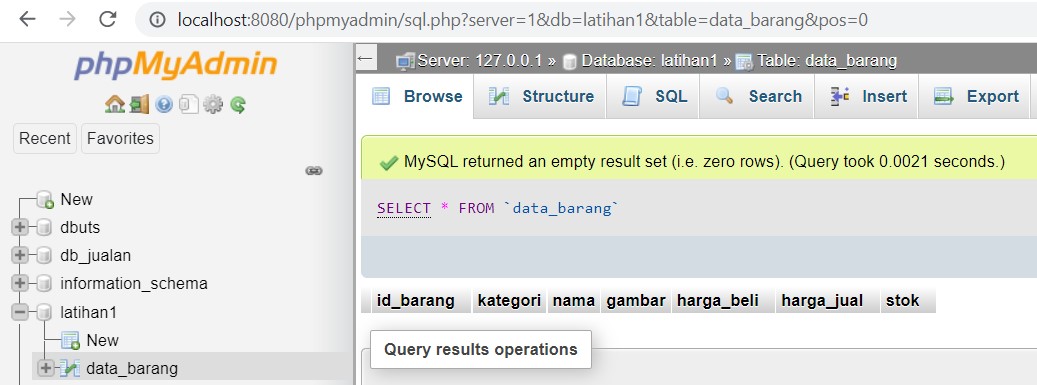 localhost:8080/phpmyadmin/sql.php?server=1&db=latihan1&table=data_barang&pos=0
phpMyAdmin
Recent Favorites
New
dbuts
db_jualan
information_schema
latihan1
New
data_barang
Server: 127.0.0.1 » Database: latihan1 » Table: data_barang
Browse Structure SQL Search Insert Export
MySQL returned an empty result set (i.e. zero rows). (Query took 0.0021 seconds.)
SELECT * FROM `data_barang`
id_barang kategori nama gambar harga_beli harga_jual stok
Query results operations